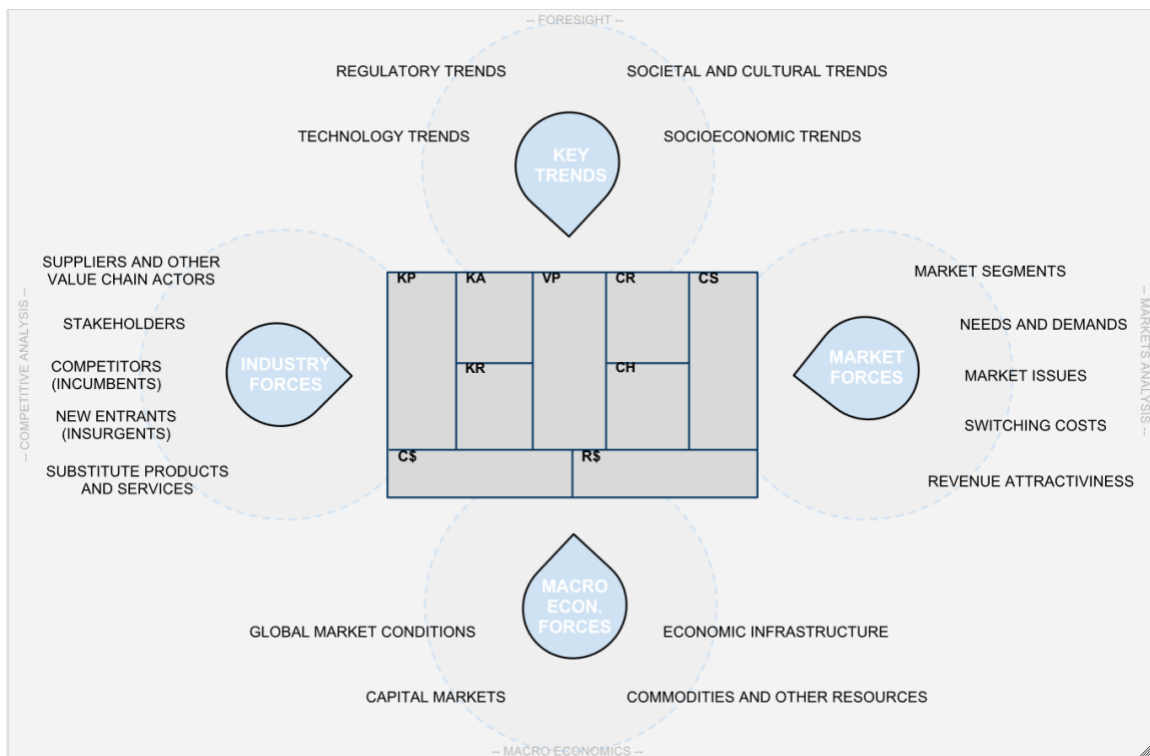 -- FORESIGHT --
REGULATORY TRENDS
SOCIETAL AND CULTURAL TRENDS
TECHNOLOGY TRENDS
SOCIOECONOMIC TRENDS
KEY
TRENDS
-- COMPETITIVE ANALYSIS --
SUPPLIERS AND OTHER
VALUE CHAIN ACTORS
STAKEHOLDERS
COMPETITORS
(INCUMBENTS)
NEW ENTRANTS
(INSURGENTS)
SUBSTITUTE PRODUCTS
AND SERVICES
INDUSTRY
FORCES
KP
KA
VP
CR
CS
KR
CH
C$
R$
MARKET
FORCES
MARKET SEGMENTS
NEEDS AND DEMANDS
MARKET ISSUES
SWITCHING COSTS
REVENUE ATTRACTIVINESS
-- MARKETS ANALYSIS --
MACRO
ECON.
FORCES
GLOBAL MARKET CONDITIONS
ECONOMIC INFRASTRUCTURE
CAPITAL MARKETS
COMMODITIES AND OTHER RESOURCES
-- MACRO ECONOMICS --